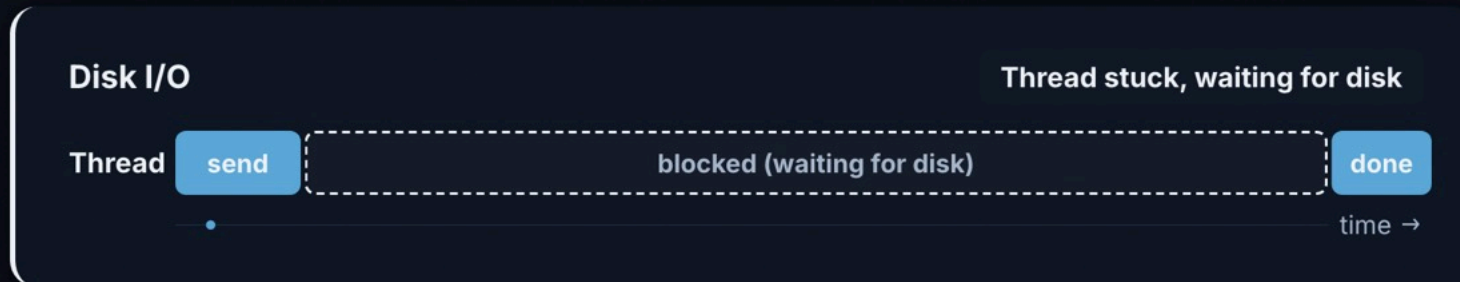 Disk I/O
Thread stuck, waiting for disk
Thread send blocked (waiting for disk) done
time →